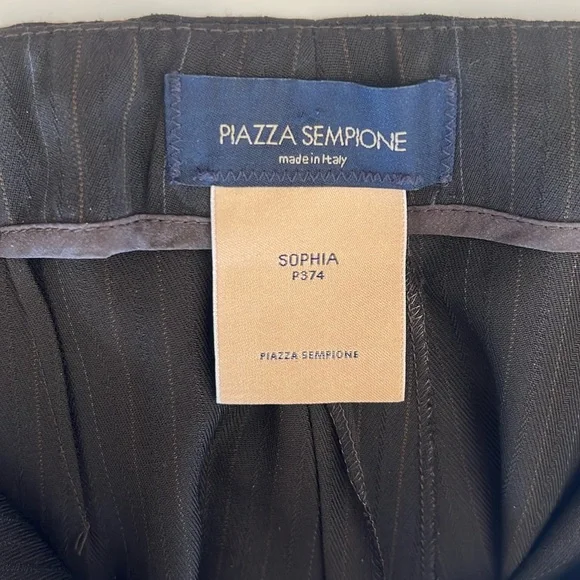 PIAZZA SEMPIONE
made in Italy
SOPHIA
P374
PIAZZA SEMPIONE